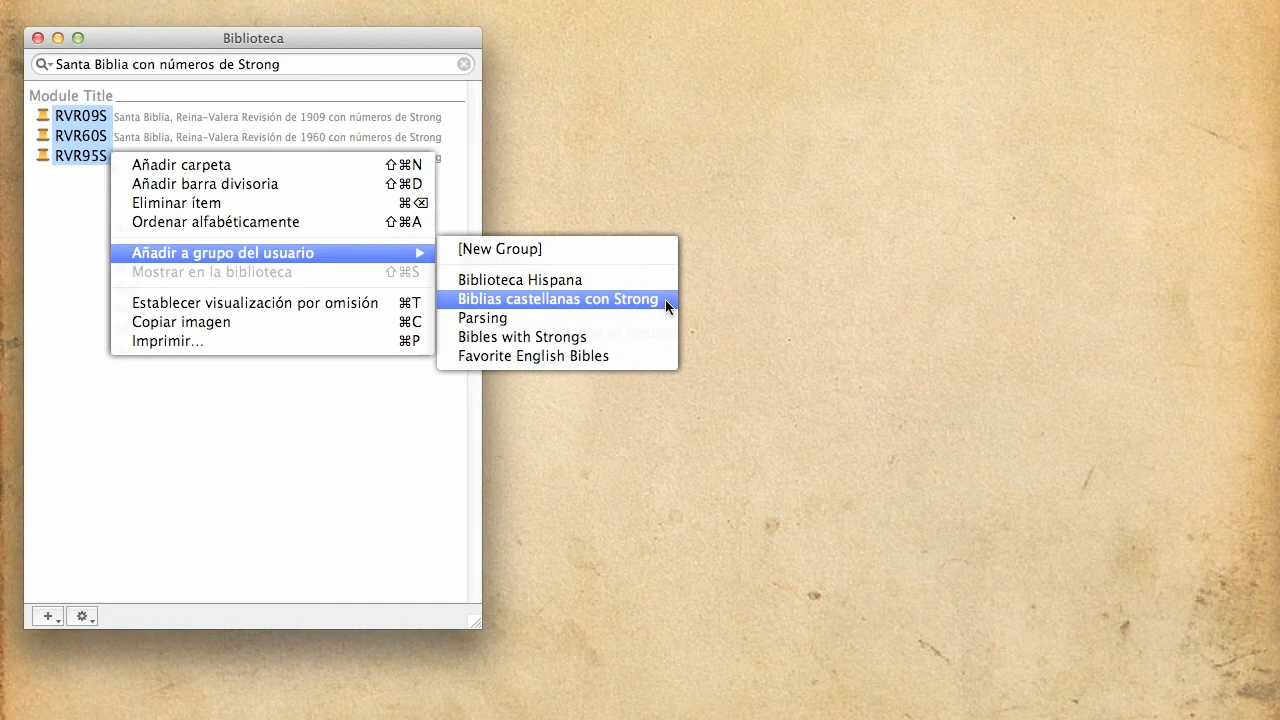 Biblioteca
Santa Biblia con números de Strong
Module Title
RVR09S Santa Biblia, Reina-Valera Revisión de 1909 con números de Strong
RVR60S Santa Biblia, Reina-Valera Revisión de 1960 con números de Strong
RVR95S
Añadir carpeta ⇧⌘N
Añadir barra divisoria ⇧⌘D
Eliminar ítem ⌘⌫
Ordenar alfabéticamente ⇧⌘A
Añadir a grupo del usuario ▶
Mostrar en la biblioteca ⇧⌘S
Establecer visualización por omisión ⌘T
Copiar imagen ⌘C
Imprimir... ⌘P
[New Group]
Biblioteca Hispana
Biblias castellanas con Strong
Parsing
Bibles with Strongs
Favorite English Bibles